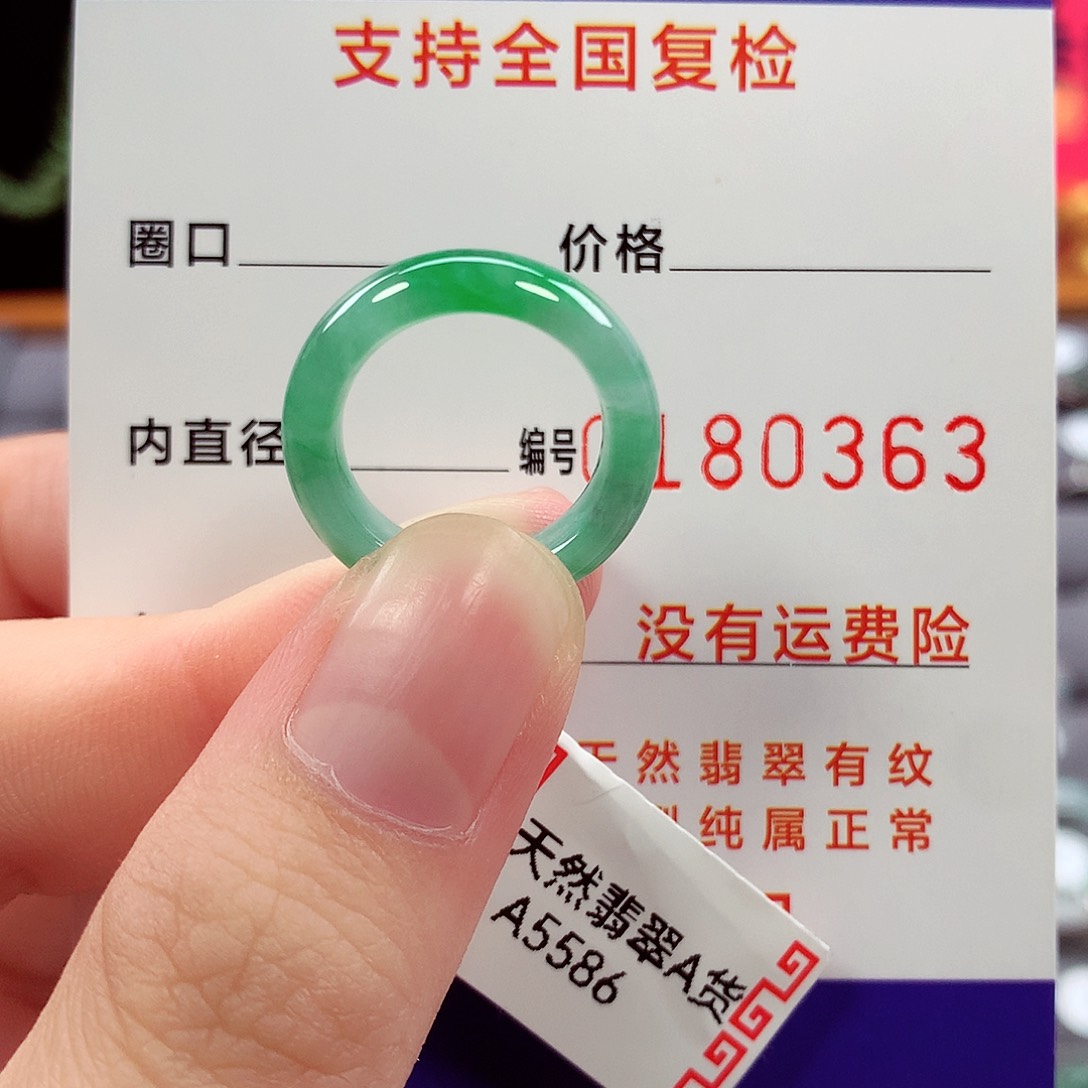 支持全国复检
圈口 价格
内直径 编号 0180363
没有运费险
天然翡翠有纹
纯属正常
天然翡翠A货
A5586